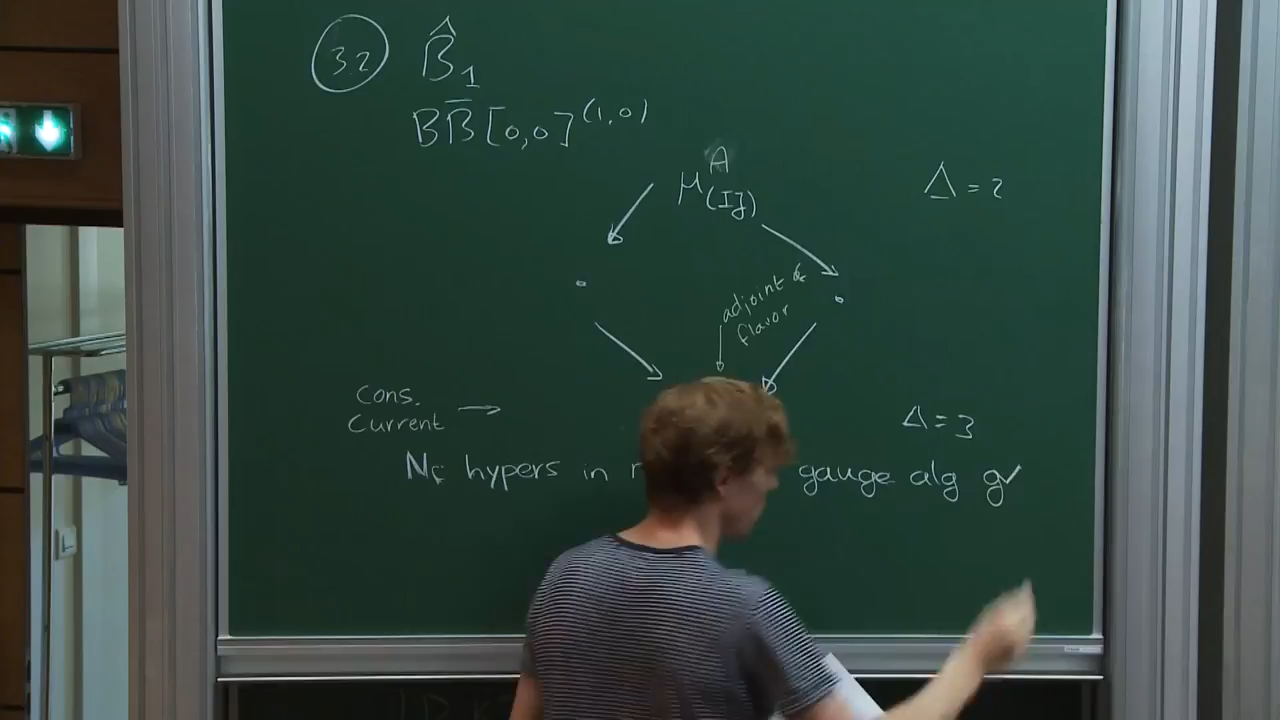 3.2 B̂₁
BB̄[0,0]^(1,0)
μ^A_(IJ)
Δ = 2
adjoint of
flavor
Cons.
Current →
Δ = 3
N_f hypers in gauge alg g